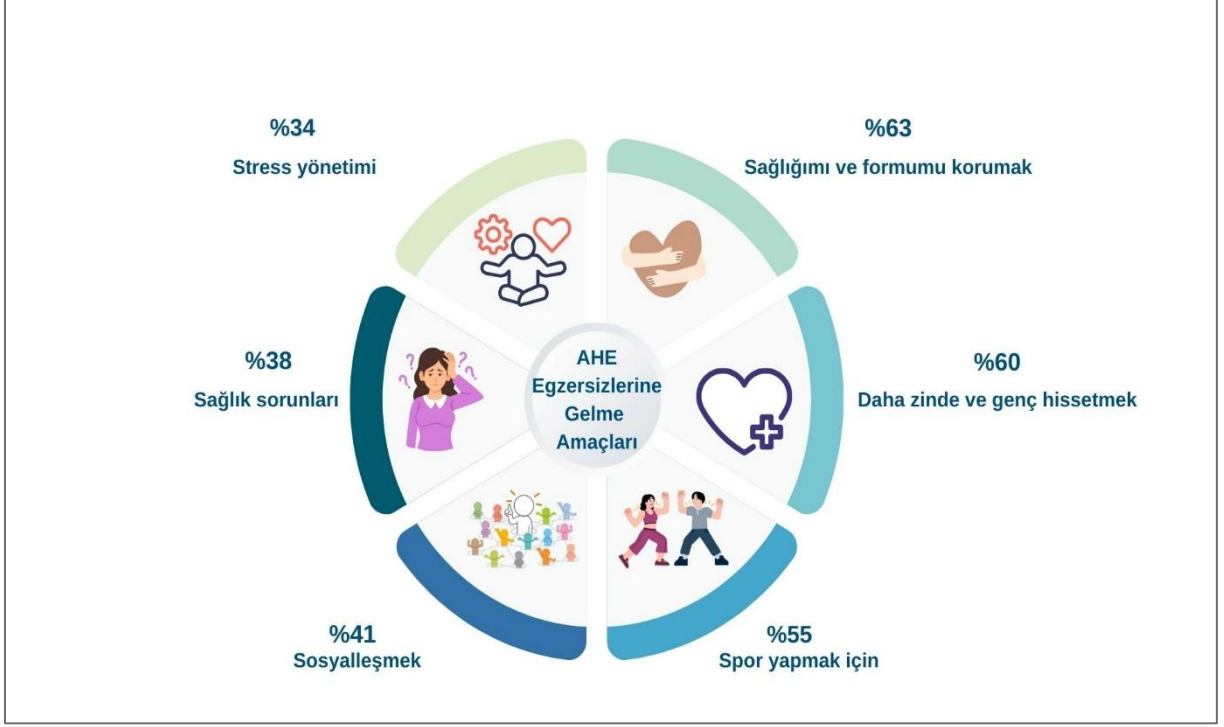 %34
Stress yönetimi
%63
Sağlığımı ve formumu korumak
%38
Sağlık sorunları
AHE
Egzersizlerine
Gelme
Amaçları
%60
Daha zinde ve genç hissetmek
%41
Sosyalleşmek
%55
Spor yapmak için